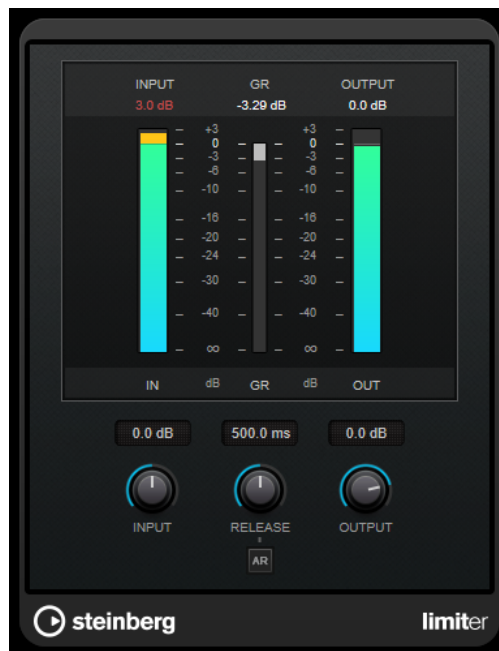 INPUT GR OUTPUT
3.0 dB -3.29 dB 0.0 dB
+3 +3
0 0
-3 -3
-6 -6
-10 -10
-16 -16
-20 -20
-24 -24
-30 -30
-40 -40
∞ ∞
IN dB GR dB OUT
0.0 dB 500.0 ms 0.0 dB
INPUT RELEASE OUTPUT
AR
steinberg limiter